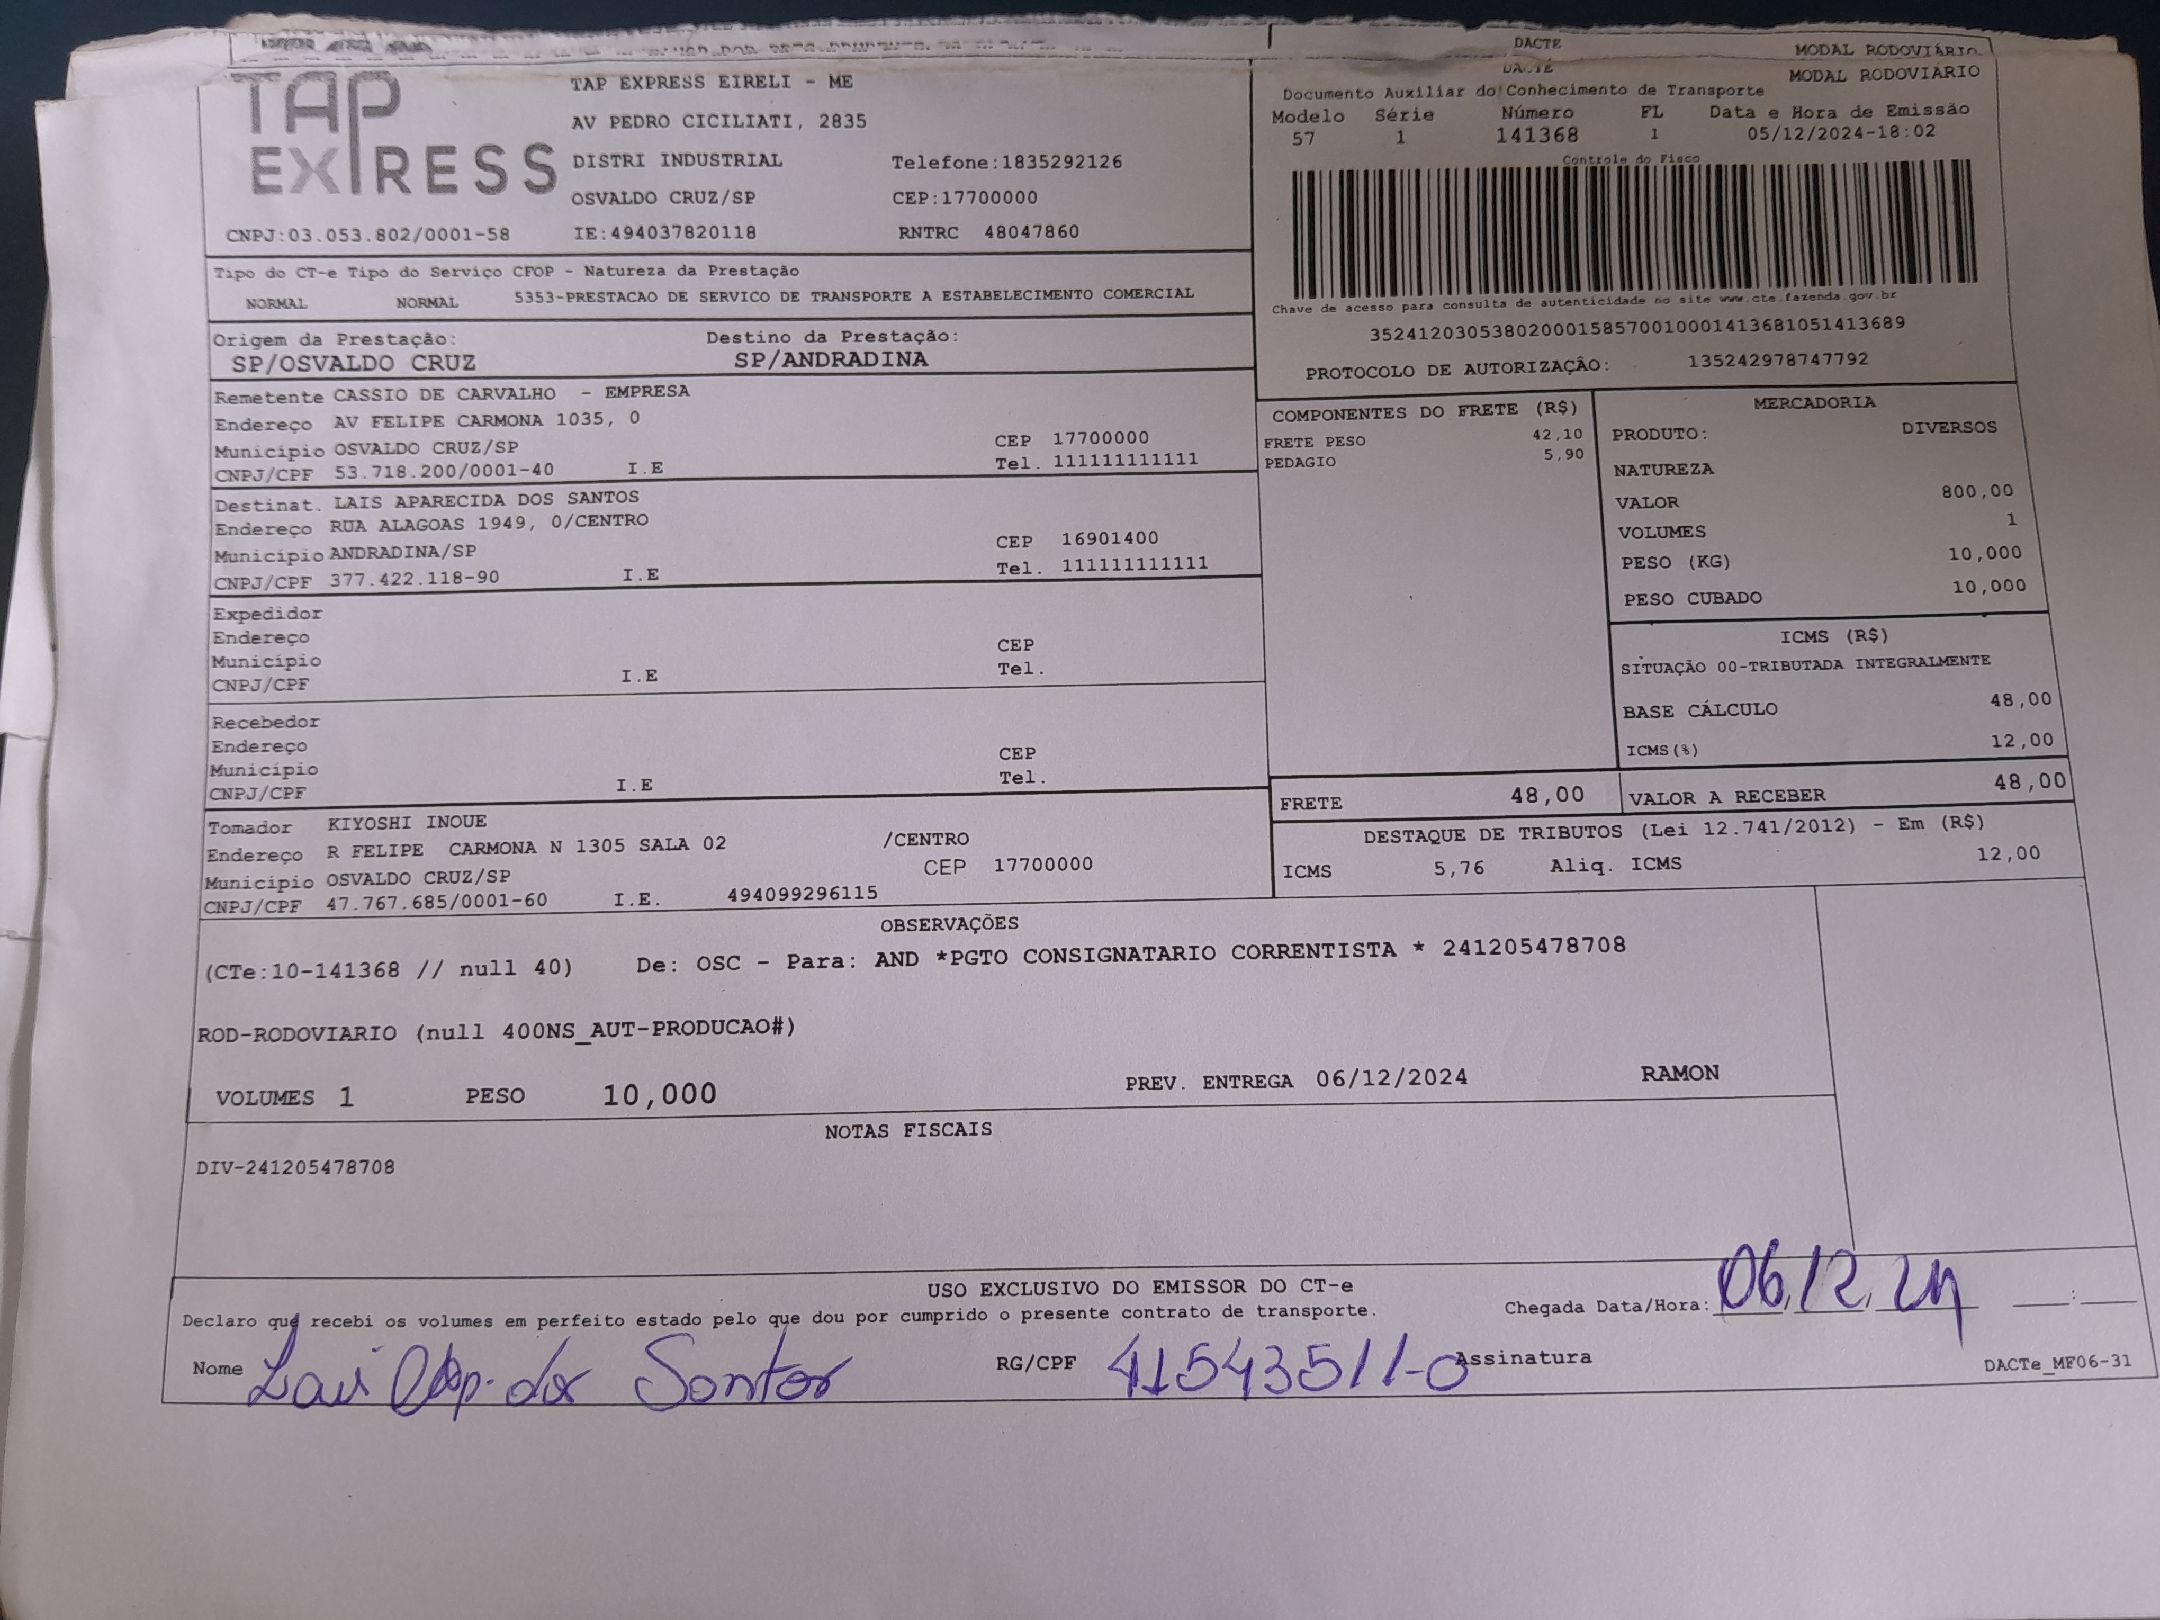 DACTE
MODAL RODOVIÁRIO
TAP EXPRESS
TAP EXPRESS EIRELI - ME
AV PEDRO CICILIATI, 2835
DISTRI INDUSTRIAL Telefone:1835292126
OSVALDO CRUZ/SP CEP:17700000
CNPJ:03.053.802/0001-58 IE:494037820118 RNTRC 48047860
DACTE
MODAL RODOVIÁRIO
Documento Auxiliar do Conhecimento de Transporte
Modelo Série Número FL Data e Hora de Emissão
57 1 141368 1 05/12/2024-18:02
Controle do Fisco
Chave de acesso para consulta de autenticidade no site www.cte.fazenda.gov.br
35241203053802000158570010001413681051413689
PROTOCOLO DE AUTORIZAÇÃO: 135242978747792
Tipo do CT-e Tipo do Serviço CFOP - Natureza da Prestação
NORMAL NORMAL 5353-PRESTACAO DE SERVICO DE TRANSPORTE A ESTABELECIMENTO COMERCIAL
Origem da Prestação: Destino da Prestação:
SP/OSVALDO CRUZ SP/ANDRADINA
Remetente CASSIO DE CARVALHO - EMPRESA
Endereço AV FELIPE CARMONA 1035, 0
Município OSVALDO CRUZ/SP CEP 17700000
CNPJ/CPF 53.718.200/0001-40 I.E Tel. 111111111111
Destinat. LAIS APARECIDA DOS SANTOS
Endereço RUA ALAGOAS 1949, 0/CENTRO
Município ANDRADINA/SP CEP 16901400
CNPJ/CPF 377.422.118-90 I.E Tel. 111111111111
Expedidor
Endereço
Município CEP
CNPJ/CPF I.E Tel.
Recebedor
Endereço
Município CEP
CNPJ/CPF I.E Tel.
Tomador KIYOSHI INOUE
Endereço R FELIPE CARMONA N 1305 SALA 02 /CENTRO
Município OSVALDO CRUZ/SP CEP 17700000
CNPJ/CPF 47.767.685/0001-60 I.E. 494099296115
COMPONENTES DO FRETE (R$)
FRETE PESO 42,10
PEDAGIO 5,90
MERCADORIA
PRODUTO: DIVERSOS
NATUREZA
VALOR 800,00
VOLUMES 1
PESO (KG) 10,000
PESO CUBADO 10,000
ICMS (R$)
SITUAÇÃO 00-TRIBUTADA INTEGRALMENTE
BASE CÁLCULO 48,00
ICMS(%) 12,00
FRETE 48,00 VALOR A RECEBER 48,00
DESTAQUE DE TRIBUTOS (Lei 12.741/2012) - Em (R$)
ICMS 5,76 Aliq. ICMS 12,00
OBSERVAÇÕES
(CTe:10-141368 // null 40) De: OSC - Para: AND *PGTO CONSIGNATARIO CORRENTISTA * 241205478708
ROD-RODOVIARIO (null 400NS_AUT-PRODUCAO#)
VOLUMES 1 PESO 10,000 PREV. ENTREGA 06/12/2024 RAMON
NOTAS FISCAIS
DIV-241205478708
USO EXCLUSIVO DO EMISSOR DO CT-e
Declaro que recebi os volumes em perfeito estado pelo que dou por cumprido o presente contrato de transporte. Chegada Data/Hora: 06/12/24 :
Nome Lais Ap. dos Santos RG/CPF 41543511-0 Assinatura DACTe_MF06-31